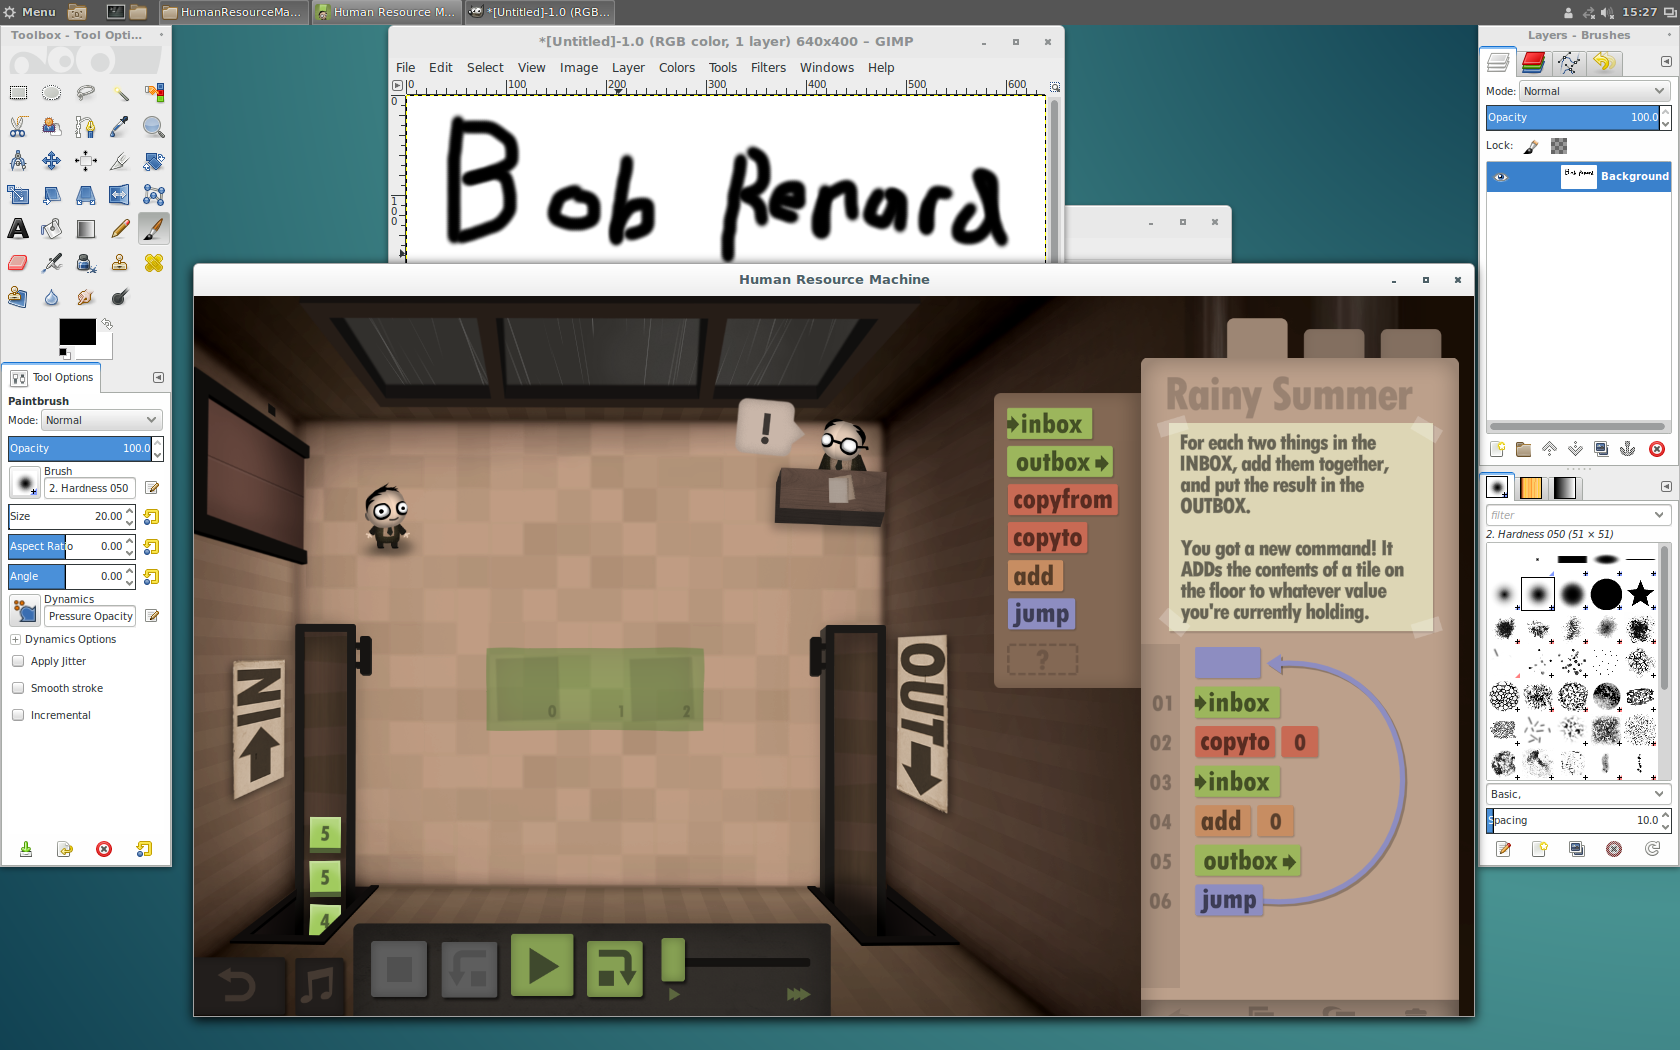 Menu
HumanResourceMa...
Human Resource M...
*[Untitled]-1.0 (RGB...
15:27
Toolbox - Tool Opti...
Tool Options
Paintbrush
Mode: Normal
Opacity 100.0
Brush
2. Hardness 050
Size 20.00
Aspect Ratio 0.00
Angle 0.00
Dynamics
Pressure Opacity
Dynamics Options
Apply Jitter
Smooth stroke
Incremental
*[Untitled]-1.0 (RGB color, 1 layer) 640x400 – GIMP
File Edit Select View Image Layer Colors Tools Filters Windows Help
0 100 200 300 400 500 600
0
100
Bob Renard
Human Resource Machine
!
IN
OUT
0 1 2
5
5
4
inbox
outbox
copyfrom
copyto
add
jump
?
Rainy Summer
For each two things in the
INBOX, add them together,
and put the result in the
OUTBOX.
You got a new command! It
ADDs the contents of a tile on
the floor to whatever value
you're currently holding.
01 inbox
02 copyto 0
03 inbox
04 add 0
05 outbox
06 jump
Layers - Brushes
Mode: Normal
Opacity 100.0
Lock:
Bob Renard
Background
filter
2. Hardness 050 (51 × 51)
Basic,
Spacing 10.0